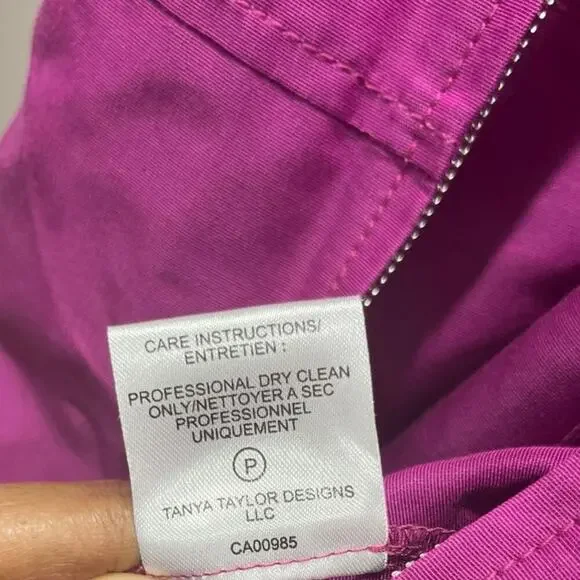 CARE INSTRUCTIONS/
ENTRETIEN :
PROFESSIONAL DRY CLEAN
ONLY/NETTOYER A SEC
PROFESSIONNEL
UNIQUEMENT
P
TANYA TAYLOR DESIGNS
LLC
CA00985